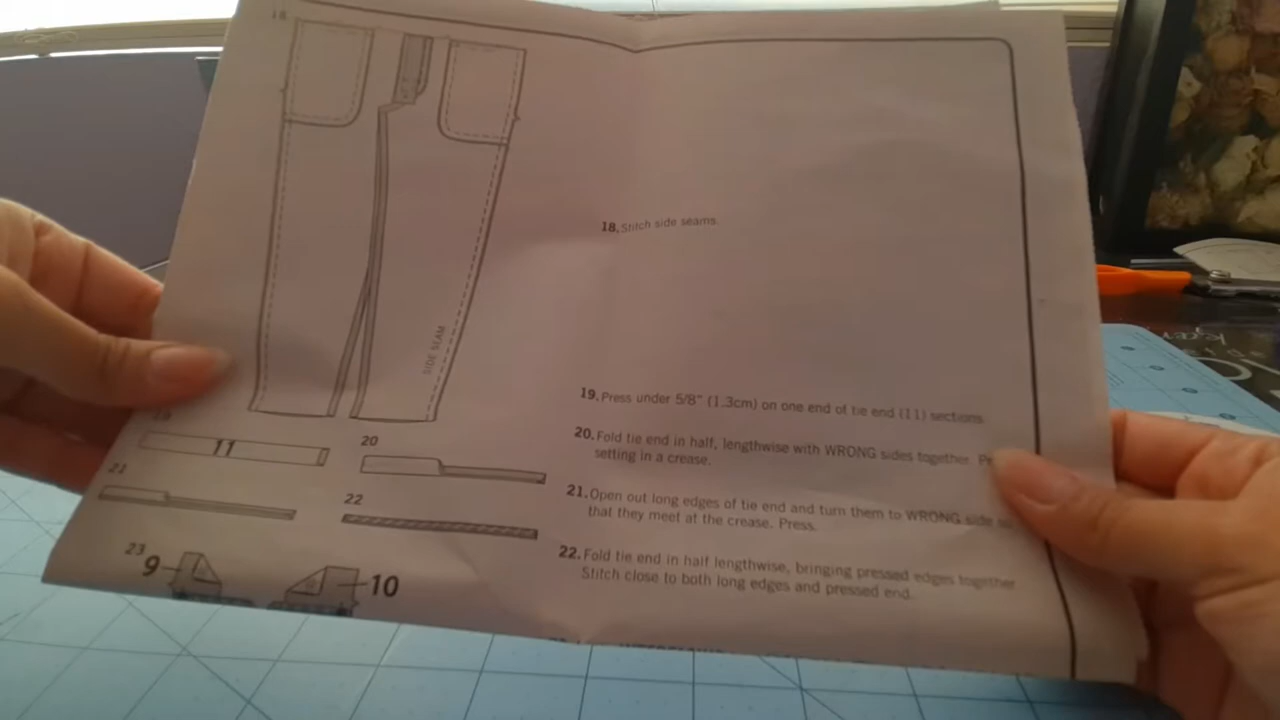 18
SIDE SEAM
18. Stitch side seams.
19
11
20
21
22
23
9
10
19. Press under 5/8" (1.3cm) on one end of tie end (11) sections.
20. Fold tie end in half, lengthwise with WRONG sides together.
setting in a crease.
21. Open out long edges of tie end and turn them to WRONG side so
that they meet at the crease. Press.
22. Fold tie end in half lengthwise, bringing pressed edges together.
Stitch close to both long edges and pressed end.